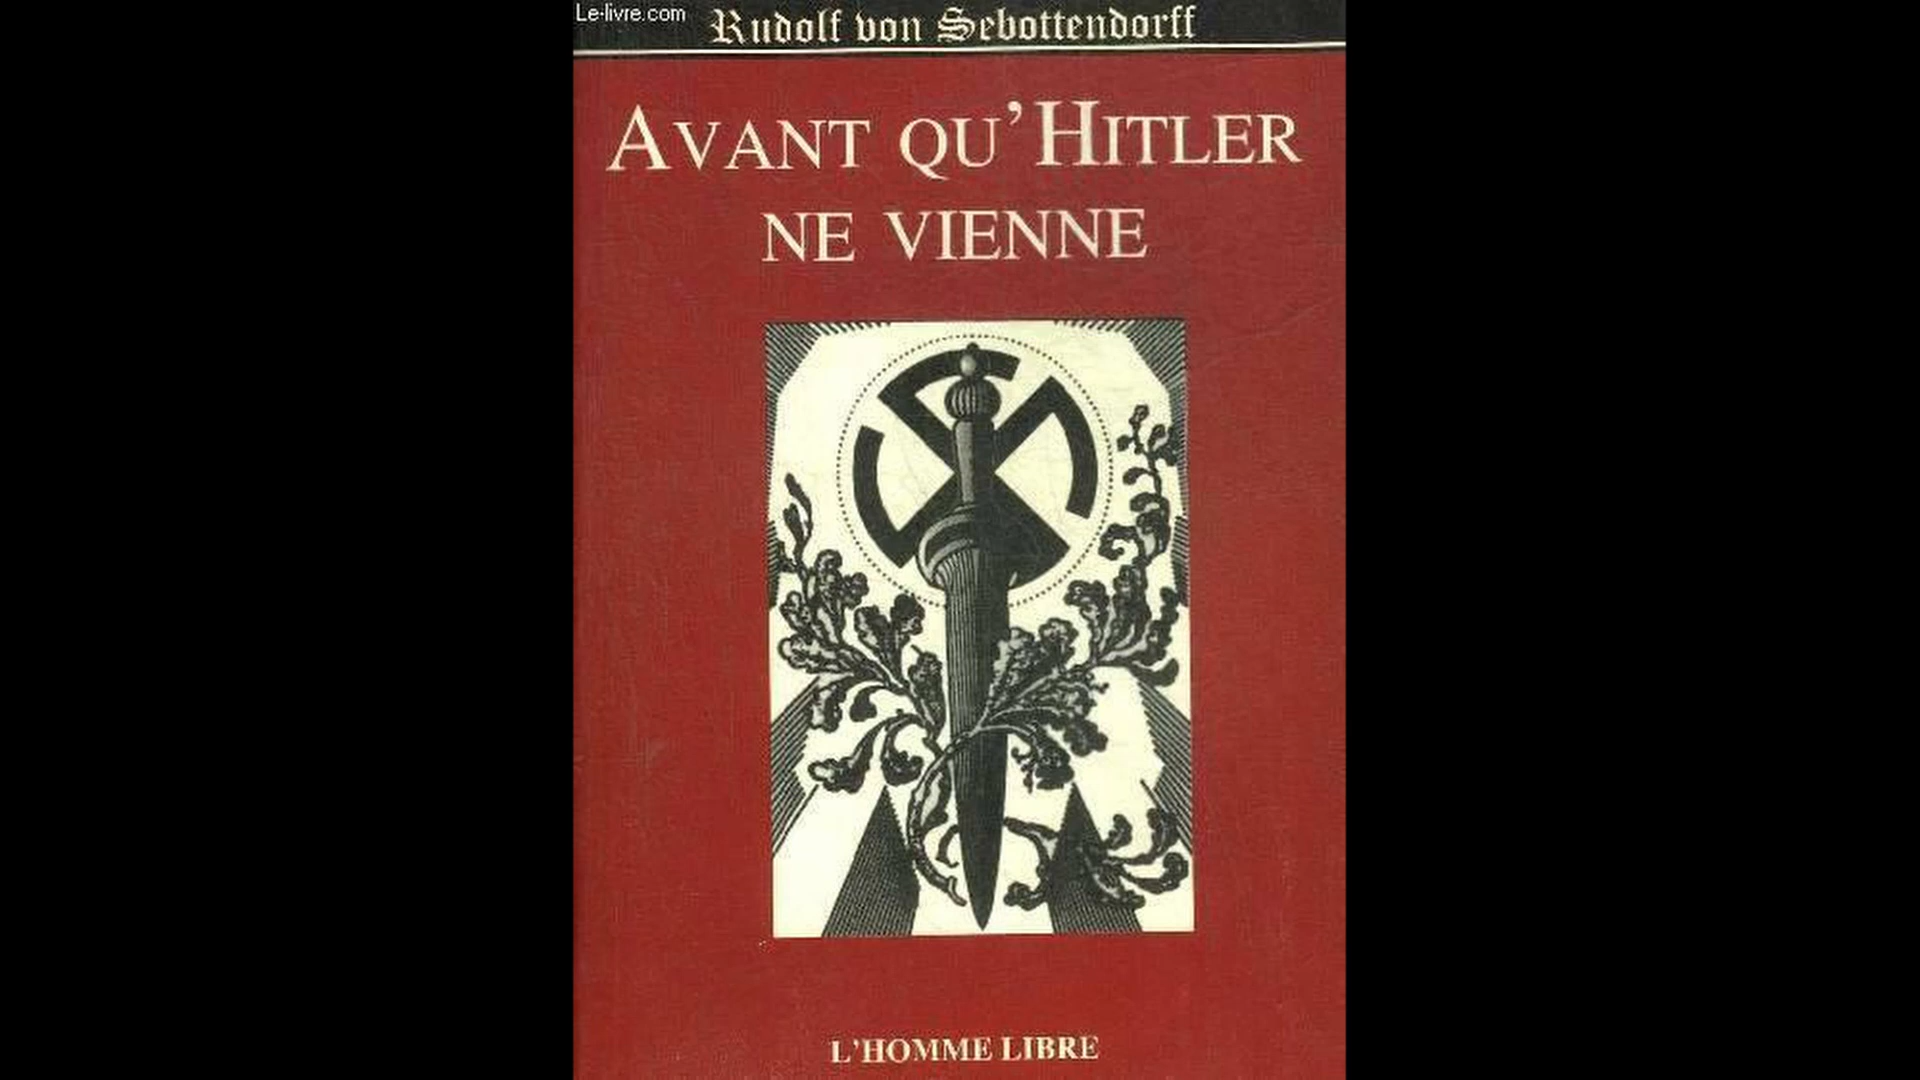 Le-livre.com
Rudolf von Sebottendorff
AVANT QU'HITLER
NE VIENNE
L'HOMME LIBRE